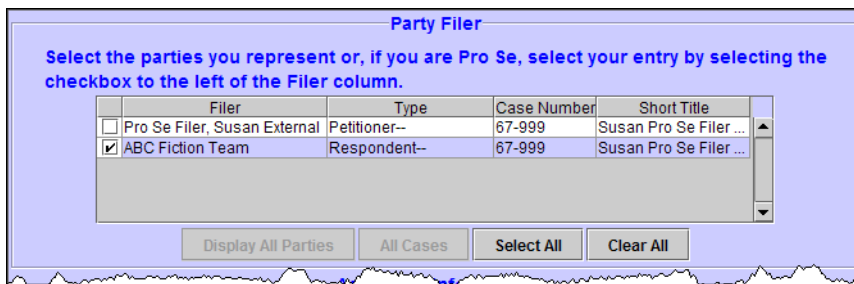 Party Filer
Select the parties you represent or, if you are Pro Se, select your entry by selecting the
checkbox to the left of the Filer column.
Filer Type Case Number Short Title
Pro Se Filer, Susan External Petitioner-- 67-999 Susan Pro Se Filer ...
ABC Fiction Team Respondent-- 67-999 Susan Pro Se Filer ...
Display All Parties All Cases Select All Clear All